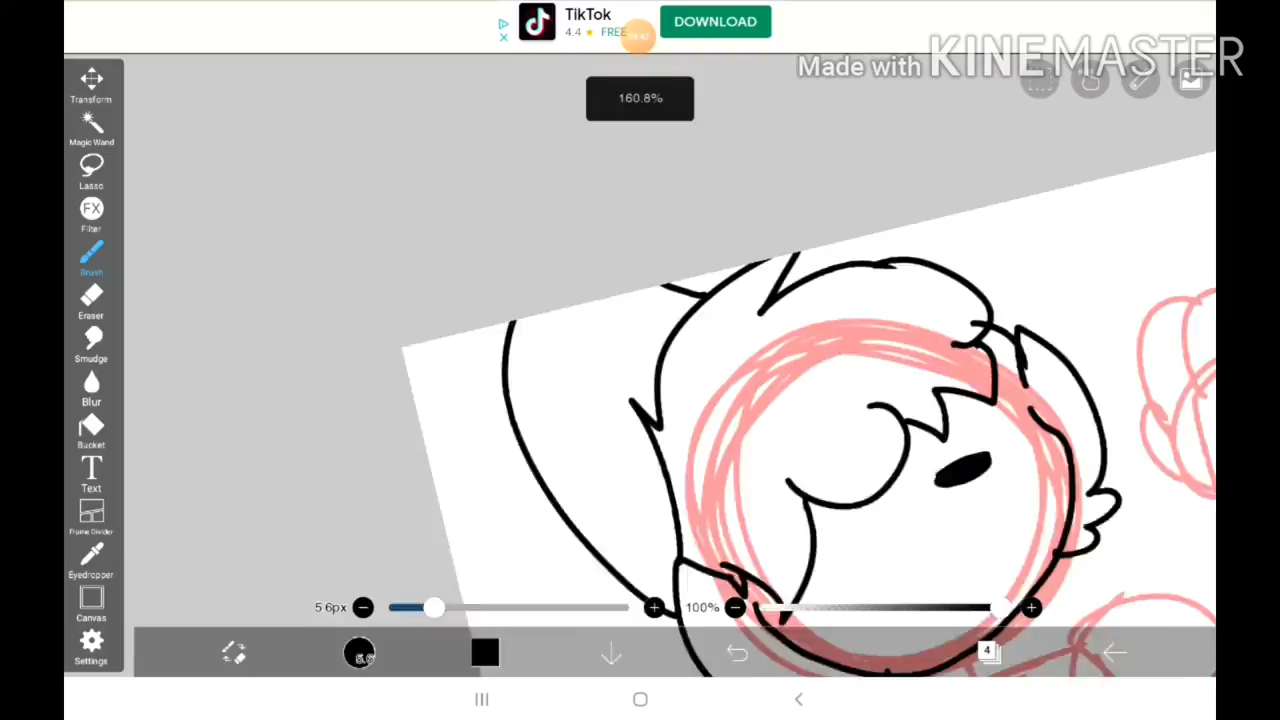 TikTok
DOWNLOAD
4.4 ★ FREE
Made with KINEMASTER
160.8%
Transform
Magic Wand
Lasso
FX
Filter
Brush
Eraser
Smudge
Blur
Bucket
T
Text
Frame Divider
Eyedropper
Canvas
Settings
5 6px
100%
4